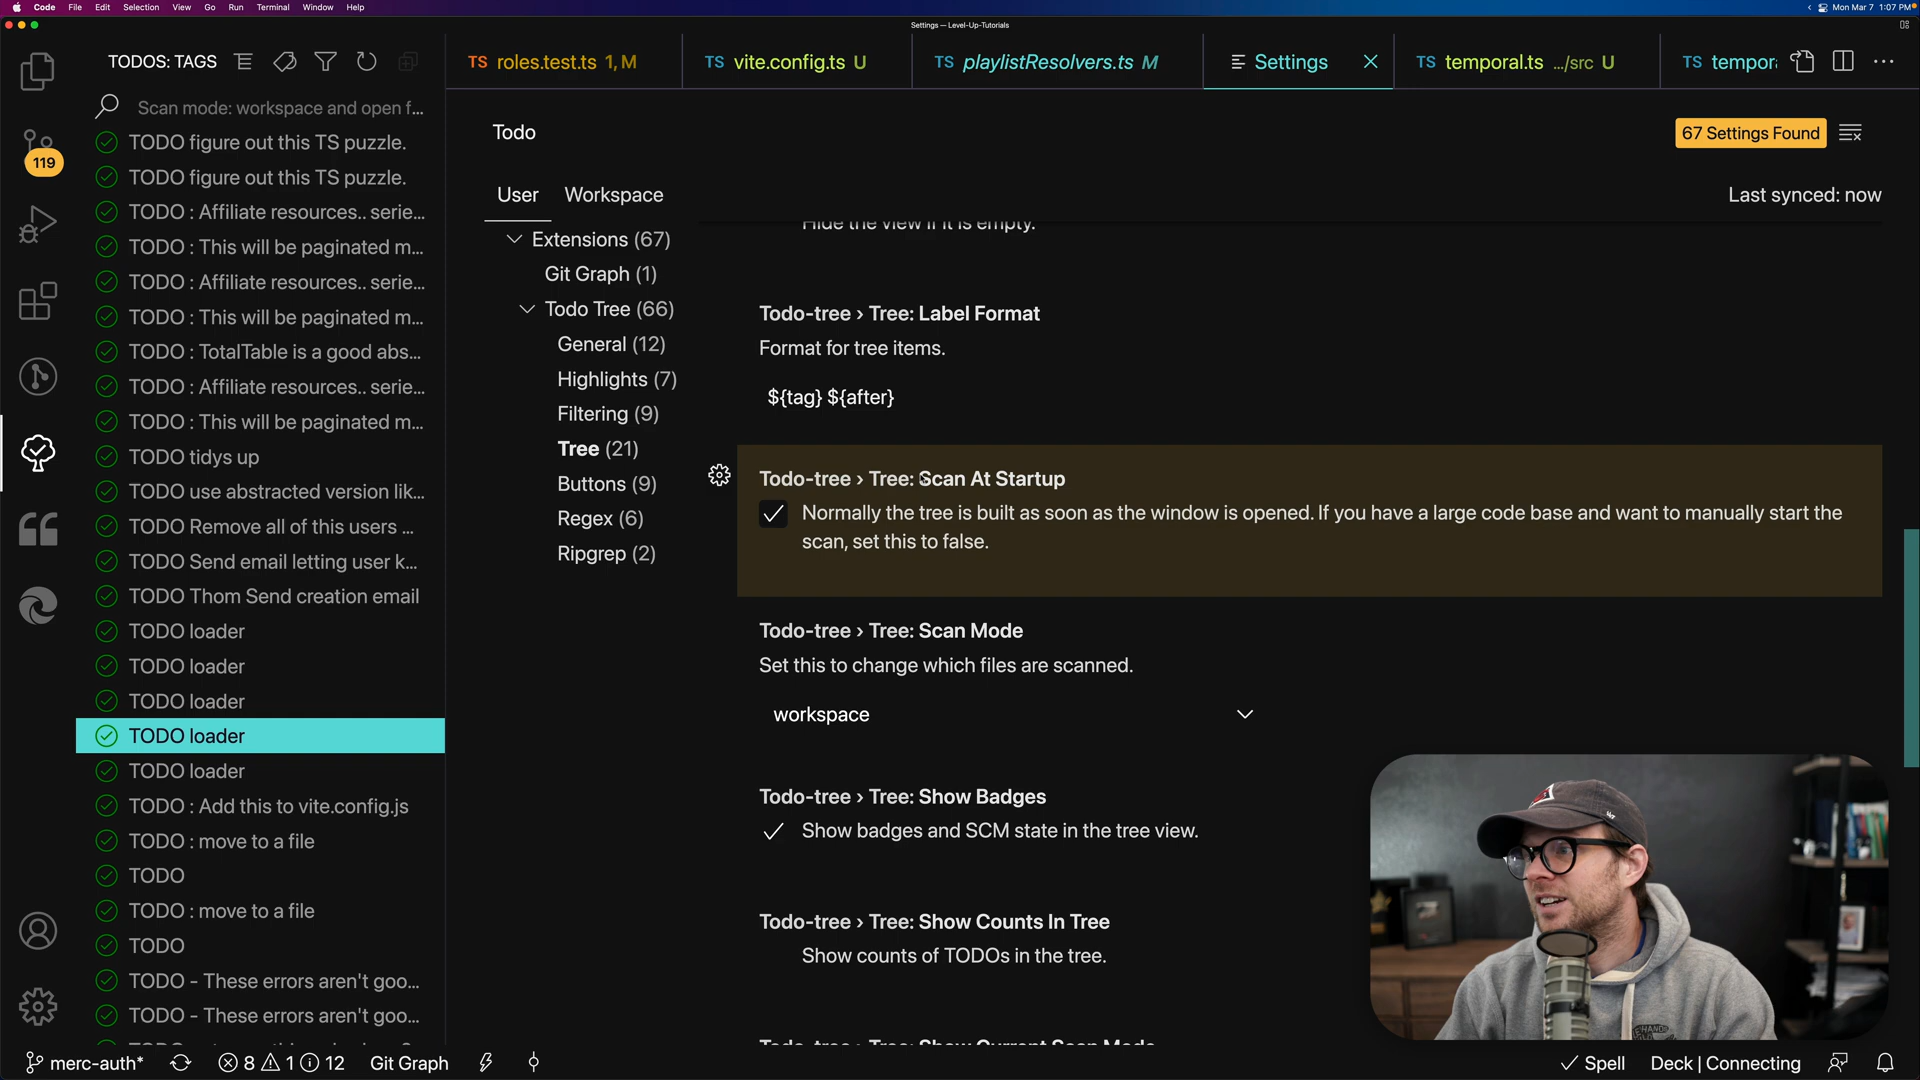 Code File Edit Selection View Go Run Terminal Window Help
Mon Mar 7 1:07 PM
Settings — Level-Up-Tutorials
TODOS: TAGS
TS roles.test.ts 1, M
TS vite.config.ts U
TS playlistResolvers.ts M
Settings
TS temporal.ts .../src U
TS tempor
Scan mode: workspace and open f...
119
TODO figure out this TS puzzle.
TODO figure out this TS puzzle.
TODO : Affiliate resources.. serie...
TODO : This will be paginated m...
TODO : Affiliate resources.. serie...
TODO : This will be paginated m...
TODO : TotalTable is a good abs...
TODO : Affiliate resources.. serie...
TODO : This will be paginated m...
TODO tidys up
TODO use abstracted version lik...
TODO Remove all of this users ...
TODO Send email letting user k...
TODO Thom Send creation email
TODO loader
TODO loader
TODO loader
TODO loader
TODO loader
TODO : Add this to vite.config.js
TODO : move to a file
TODO
TODO : move to a file
TODO
TODO - These errors aren't goo...
TODO - These errors aren't goo...
Todo
67 Settings Found
User Workspace
Last synced: now
Extensions (67)
Git Graph (1)
Todo Tree (66)
General (12)
Highlights (7)
Filtering (9)
Tree (21)
Buttons (9)
Regex (6)
Ripgrep (2)
Hide the view if it is empty.
Todo-tree › Tree: Label Format
Format for tree items.
${tag} ${after}
Todo-tree › Tree: Scan At Startup
Normally the tree is built as soon as the window is opened. If you have a large code base and want to manually start the
scan, set this to false.
Todo-tree › Tree: Scan Mode
Set this to change which files are scanned.
workspace
Todo-tree › Tree: Show Badges
Show badges and SCM state in the tree view.
Todo-tree › Tree: Show Counts In Tree
Show counts of TODOs in the tree.
Todo-tree › Tree: Show Current Scan Mode
merc-auth* 8 1 12 Git Graph
Spell Deck | Connecting